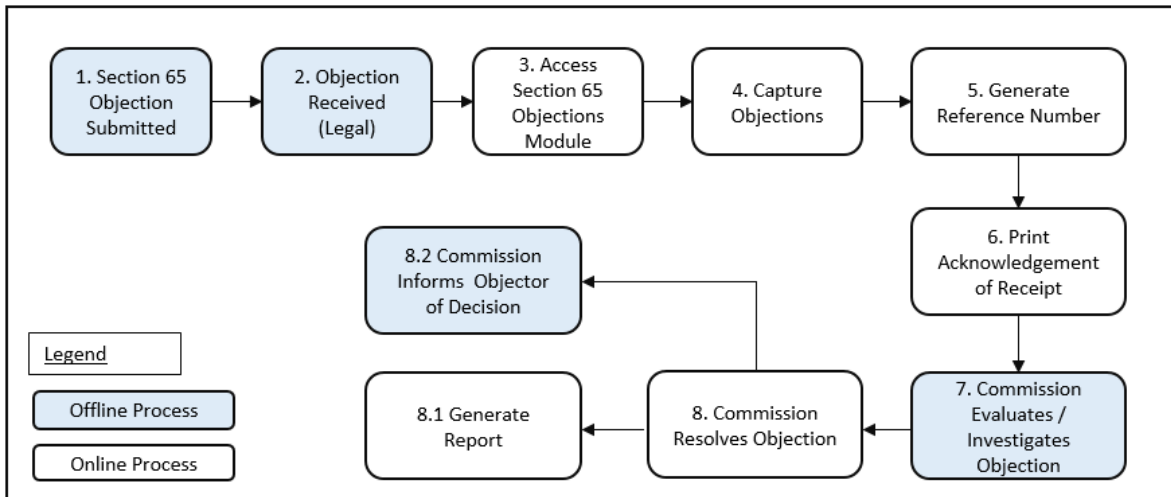 1. Section 65
Objection
Submitted
2. Objection
Received
(Legal)
3. Access
Section 65
Objections
Module
4. Capture
Objections
5. Generate
Reference Number
6. Print
Acknowledgement
of Receipt
7. Commission
Evaluates /
Investigates
Objection
8. Commission
Resolves Objection
8.1 Generate
Report
8.2 Commission
Informs Objector
of Decision
Legend
Offline Process
Online Process